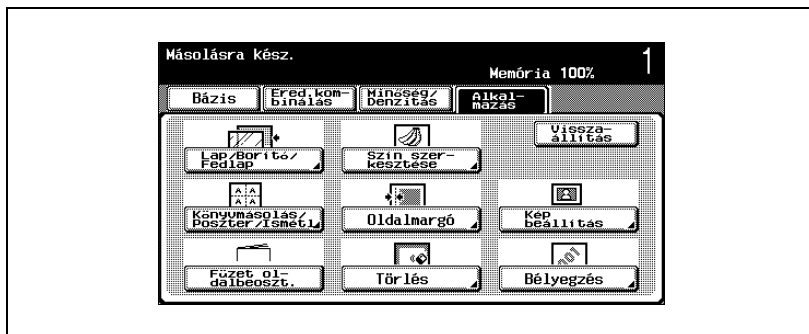 Másolásra kész.
Memória 100%
1
Bázis
Ered.kom-
binálás
Minőség/
Denzitás
Alkal-
mazás
Vissza-
állítás
Lap/Borító/
Fedlap
Szín szer-
kesztése
Könyvmásolás/
Poszter/Ismétl.
Oldalmargó
Kép
beállítás
Füzet ol-
dalbeoszt.
Törlés
Bélyegzés